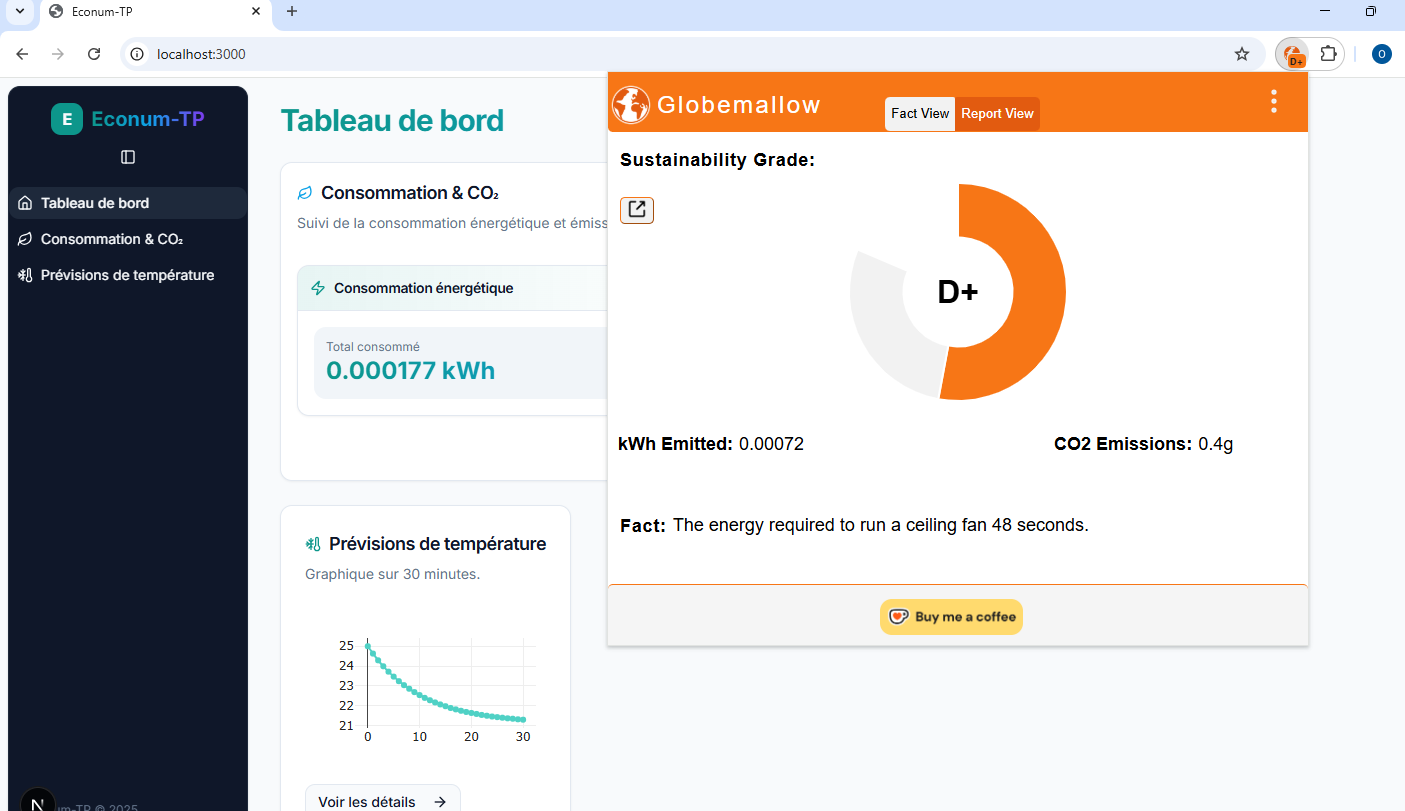 Econum-TP
localhost:3000
D+
O
E Econum-TP
Tableau de bord
Consommation & CO₂
Prévisions de température
N
um-TP © 2025
Tableau de bord
Consommation & CO₂
Suivi de la consommation énergétique et émiss
Consommation énergétique
Total consommé
0.000177 kWh
Prévisions de température
Graphique sur 30 minutes.
25
24
23
22
21
0 10 20 30
Voir les détails
Globemallow
Fact View Report View
Sustainability Grade:
D+
kWh Emitted: 0.00072 CO2 Emissions: 0.4g
Fact: The energy required to run a ceiling fan 48 seconds.
Buy me a coffee